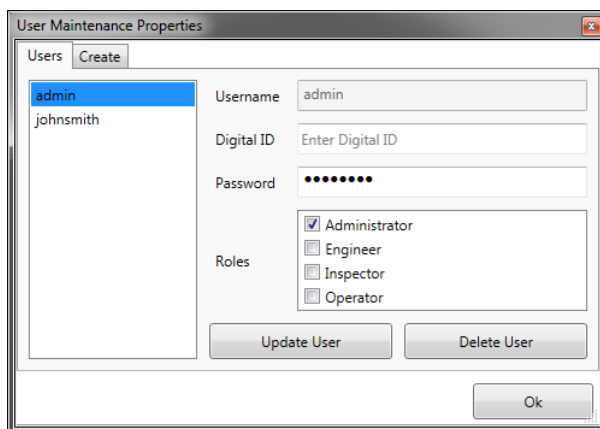 User Maintenance Properties
Users Create
admin
johnsmith
Username admin
Digital ID Enter Digital ID
Password ••••••••
Roles
Administrator
Engineer
Inspector
Operator
Update User Delete User
Ok